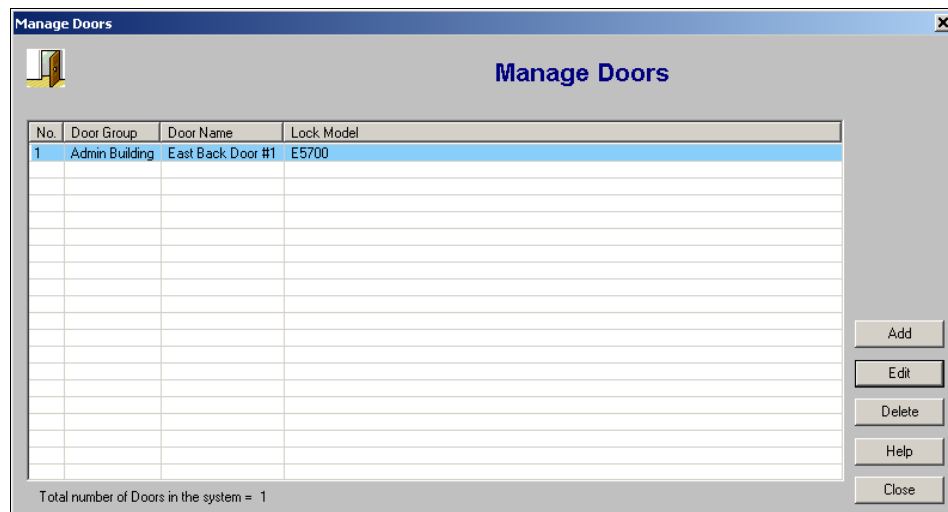 Manage Doors
Manage Doors
No. Door Group Door Name Lock Model
1 Admin Building East Back Door #1 E5700
Add
Edit
Delete
Help
Close
Total number of Doors in the system = 1